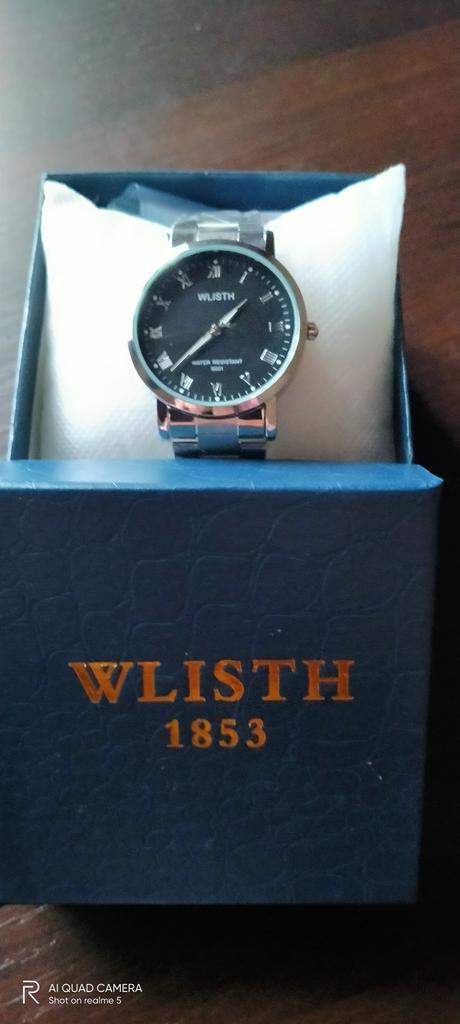 WLISTH
WATER RESISTANT
WLISTH
1853
AI QUAD CAMERA
Shot on realme 5